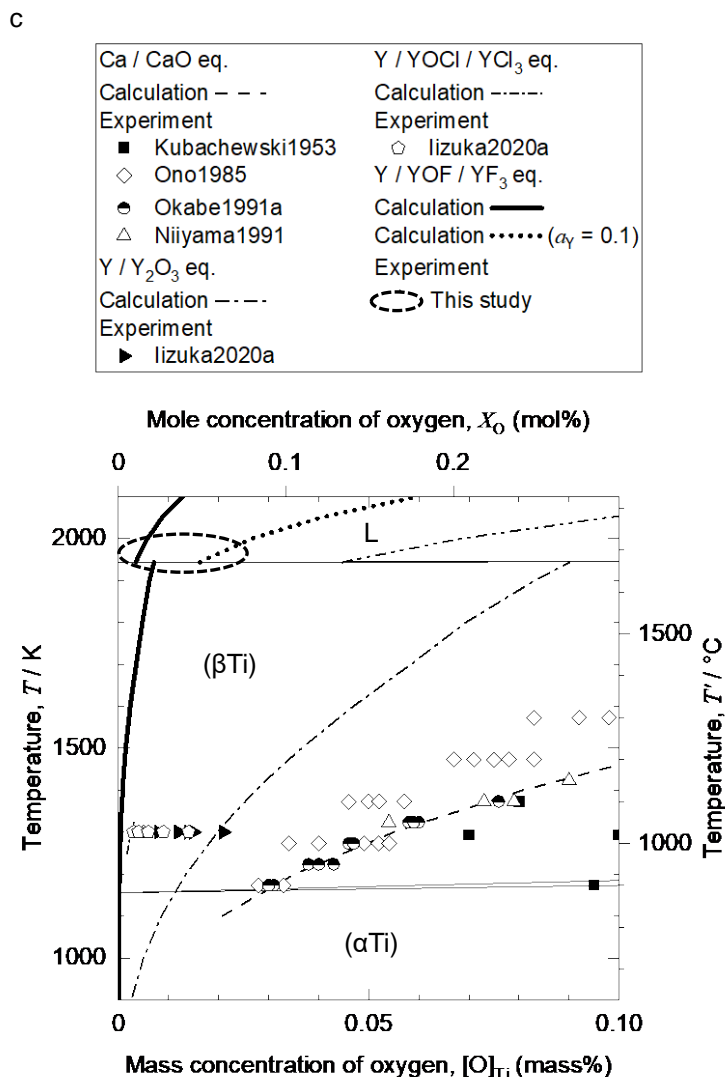 c
Ca / CaO eq.
Calculation
Experiment
Kubachewski1953
Ono1985
Okabe1991a
Niiyama1991
Y / Y2O3 eq.
Calculation
Experiment
Iizuka2020a
Y / YOCl / YCl3 eq.
Calculation
Experiment
Iizuka2020a
Y / YOF / YF3 eq.
Calculation
Calculation (aY = 0.1)
Experiment
This study
Mole concentration of oxygen, XO (mol%)
0 0.1 0.2
2000
1500
1000
Temperature, T / K
L
(βTi)
(αTi)
1500
1000
Temperature, T' / °C
0 0.05 0.10
Mass concentration of oxygen, [O]Ti (mass%)